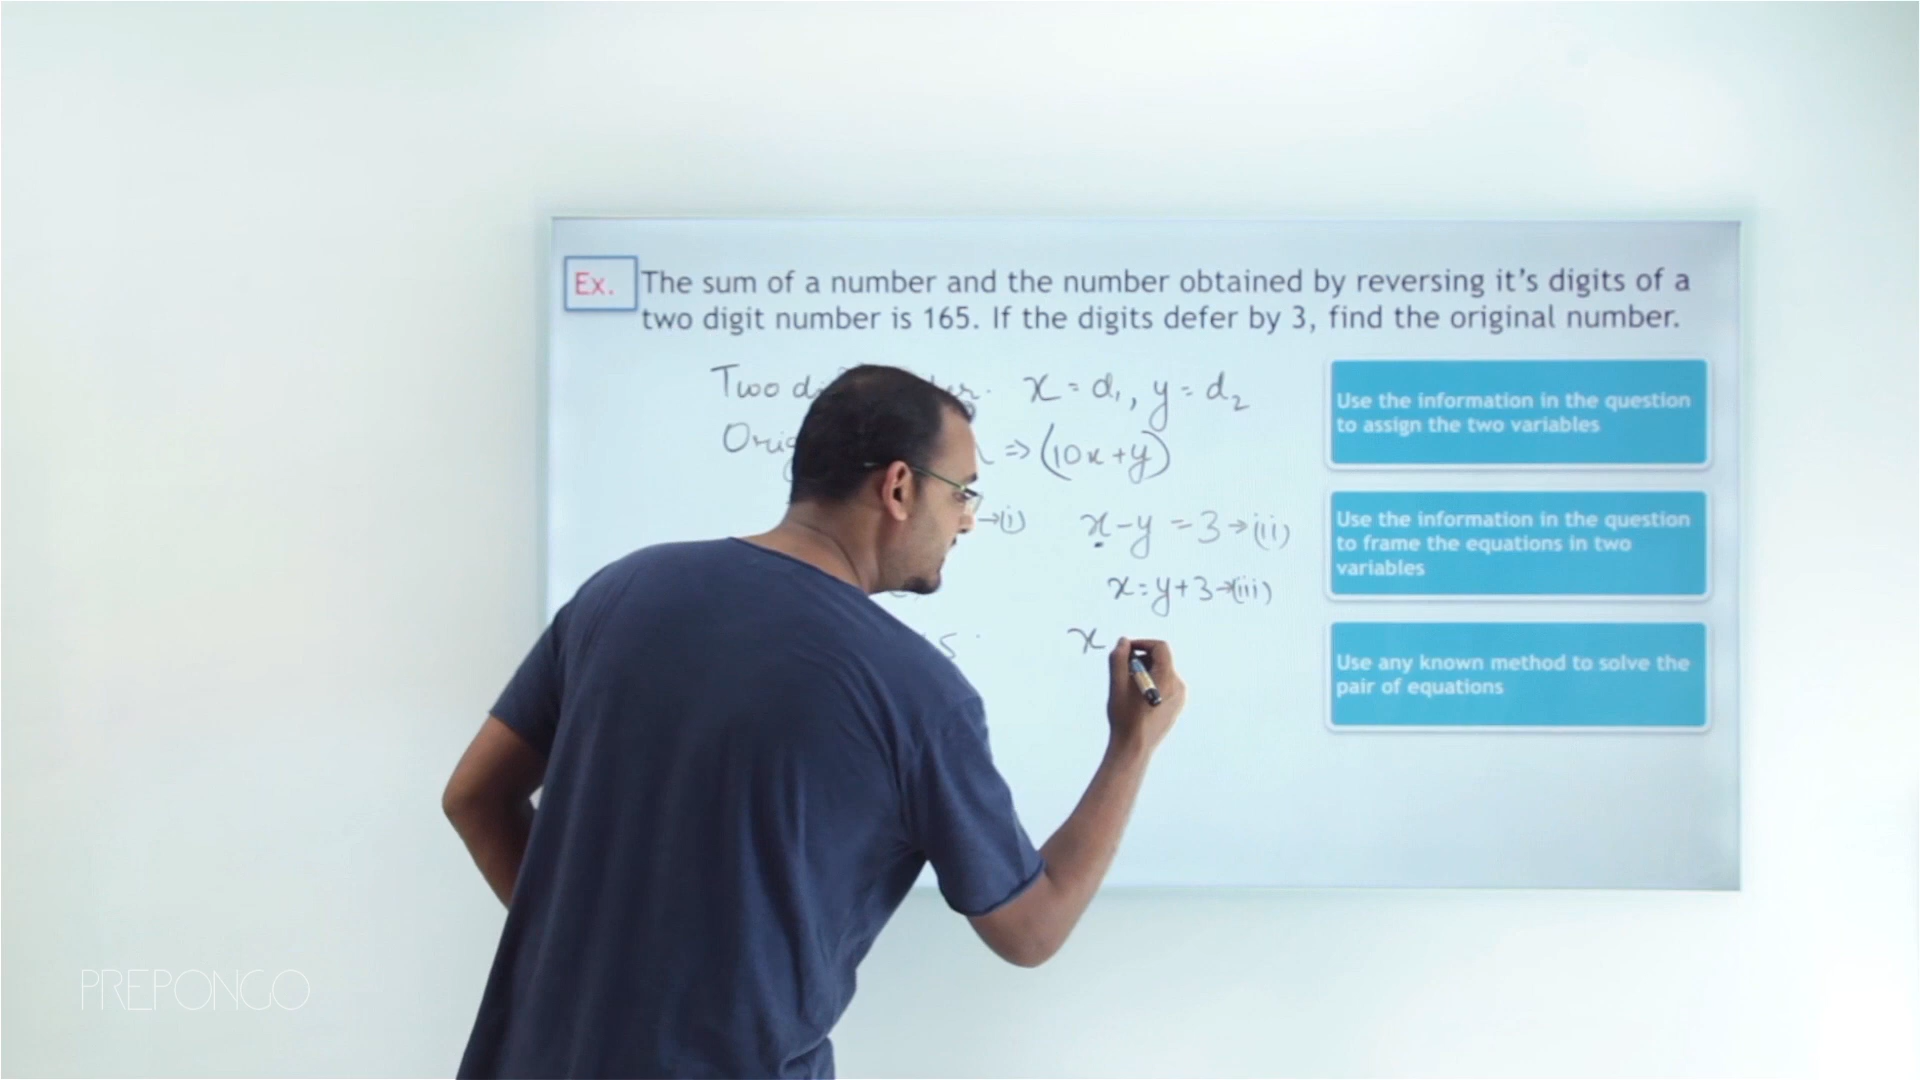 Ex. The sum of a number and the number obtained by reversing it's digits of a
two digit number is 165. If the digits defer by 3, find the original number.
Two x = d₁, y = d₂
⇒ (10x + y)
→(i) x - y = 3 →(ii)
x = y + 3 →(iii)
x
Use the information in the question
to assign the two variables
Use the information in the question
to frame the equations in two
variables
Use any known method to solve the
pair of equations
PREPONGO